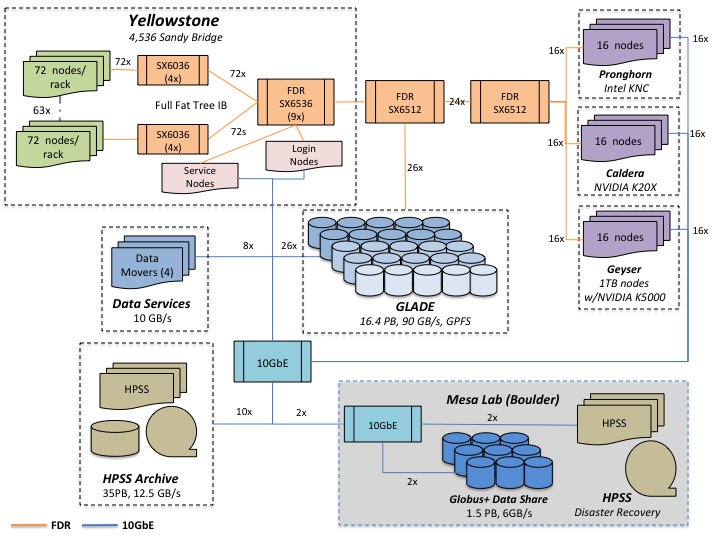 Yellowstone
4,536 Sandy Bridge
72 nodes/
rack
72x
SX6036
(4x)
72x
63x
Full Fat Tree IB
FDR
SX6536
(9x)
72 nodes/
rack
SX6036
(4x)
72s
Service
Nodes
Login
Nodes
FDR
SX6512
24x
FDR
SX6512
26x
16x
16 nodes
16x
Pronghorn
Intel KNC
16x
16 nodes
16x
Caldera
NVIDIA K20X
16x
16 nodes
16x
Geyser
1TB nodes
w/NVIDIA K5000
Data
Movers (4)
8x
26x
Data Services
10 GB/s
GLADE
16.4 PB, 90 GB/s, GPFS
10GbE
HPSS
10x
2x
HPSS Archive
35PB, 12.5 GB/s
Mesa Lab (Boulder)
10GbE
2x
HPSS
2x
Globus+ Data Share
1.5 PB, 6GB/s
HPSS
Disaster Recovery
FDR
10GbE